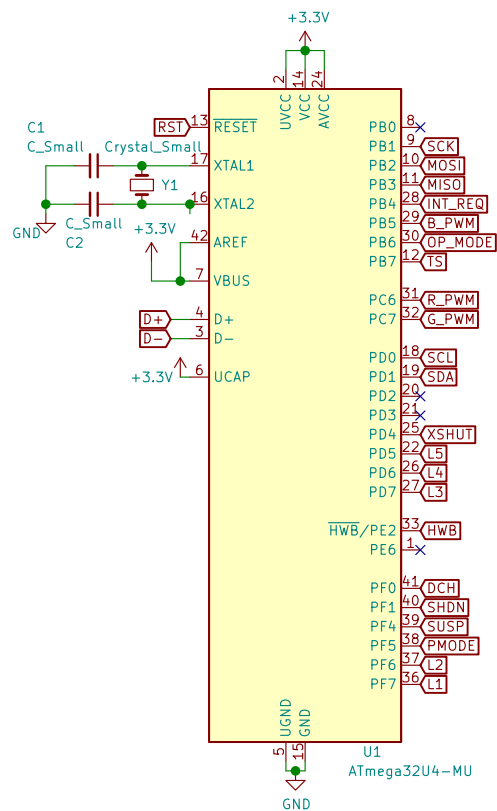 +3.3V
2
14
24
UVCC
VCC
AVCC
RST
13
RESET
C1
C_Small
Crystal_Small
17
XTAL1
Y1
16
XTAL2
C_Small
C2
GND
+3.3V
42
AREF
7
VBUS
D+
4
D+
D-
3
D-
+3.3V
6
UCAP
PB0
8
PB1
9
SCK
PB2
10
MOSI
PB3
11
MISO
PB4
28
INT_REQ
PB5
29
B_PWM
PB6
30
OP_MODE
PB7
12
TS
PC6
31
R_PWM
PC7
32
G_PWM
PD0
18
SCL
PD1
19
SDA
PD2
20
PD3
21
PD4
25
XSHUT
PD5
22
L5
PD6
26
L4
PD7
27
L3
HWB/PE2
33
HWB
PE6
1
PF0
41
DCH
PF1
40
SHDN
PF4
39
SUSP
PF5
38
PMODE
PF6
37
L2
PF7
36
L1
UGND
GND
5
15
U1
ATmega32U4-MU
GND